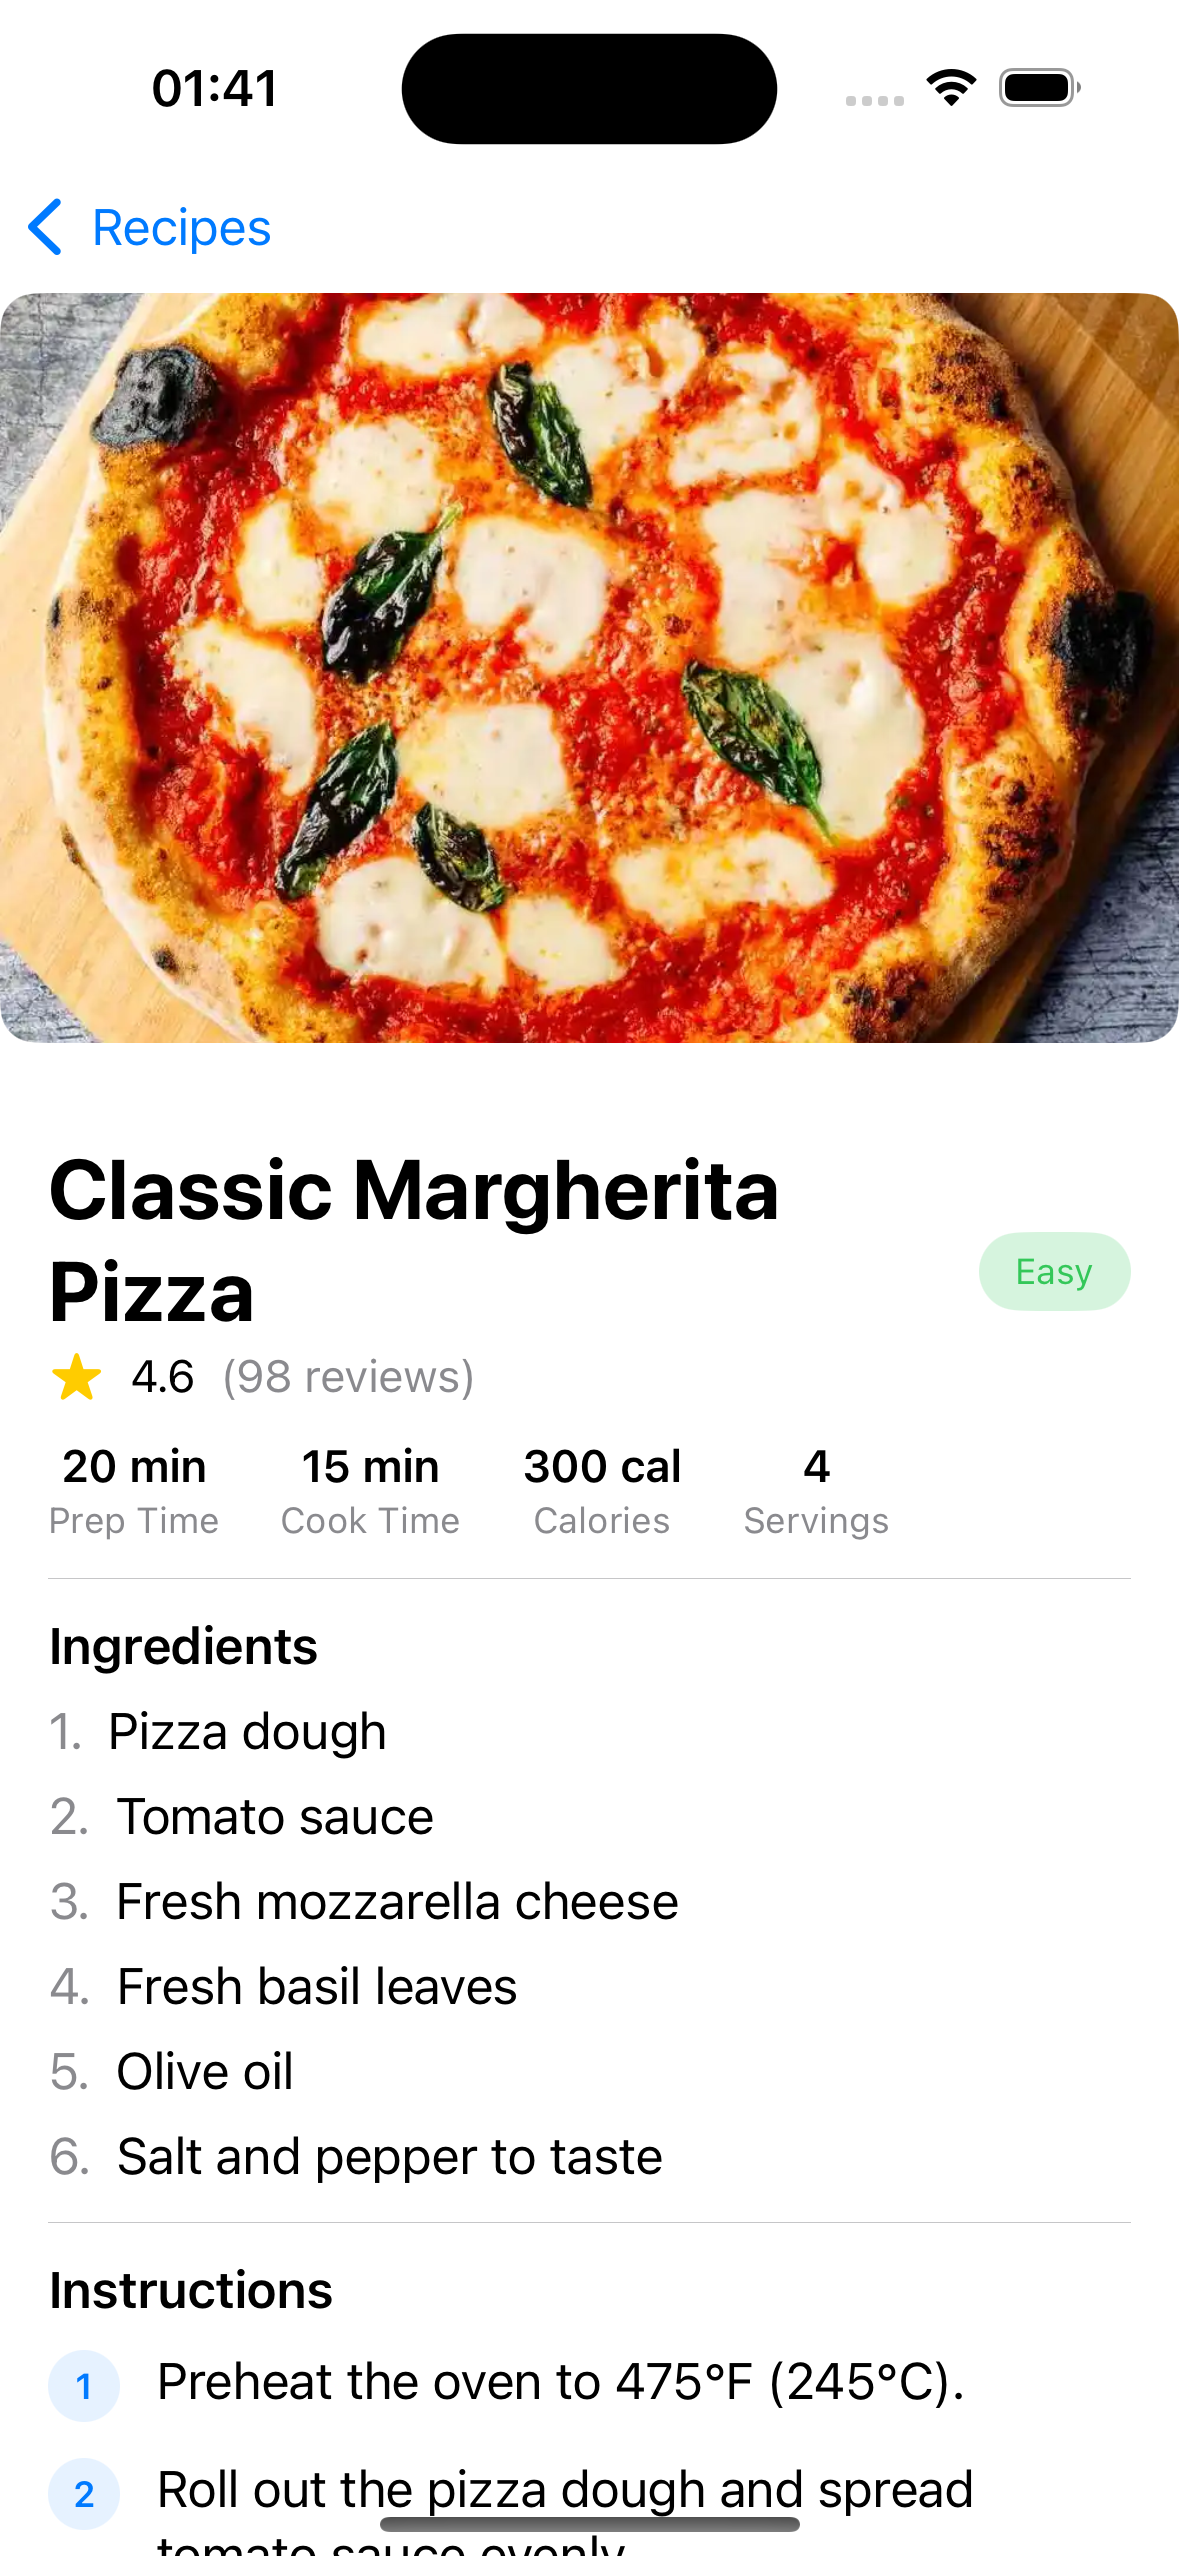 01:41
Recipes
Classic Margherita
Pizza
Easy
4.6 (98 reviews)
20 min 15 min 300 cal 4
Prep Time Cook Time Calories Servings
Ingredients
1. Pizza dough
2. Tomato sauce
3. Fresh mozzarella cheese
4. Fresh basil leaves
5. Olive oil
6. Salt and pepper to taste
Instructions
1 Preheat the oven to 475°F (245°C).
2 Roll out the pizza dough and spread
tomato sauce evenly